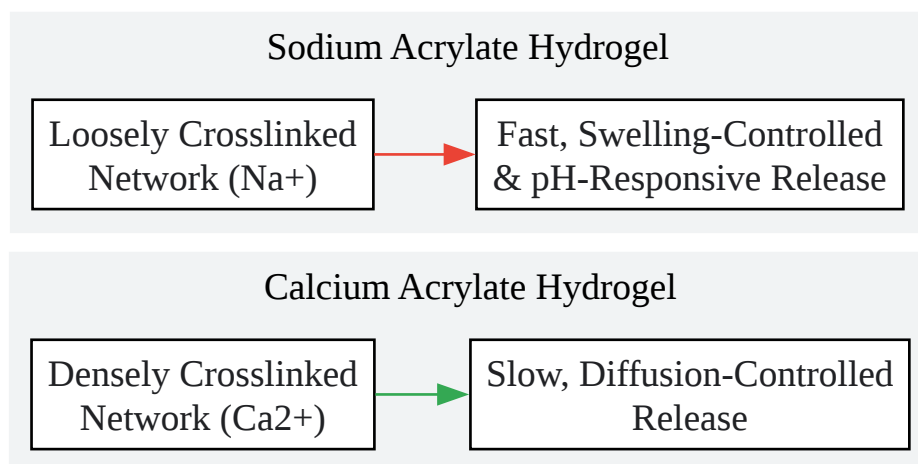 Sodium Acrylate Hydrogel
Loosely Crosslinked
Network (Na+)
Fast, Swelling-Controlled
& pH-Responsive Release
Calcium Acrylate Hydrogel
Densely Crosslinked
Network (Ca2+)
Slow, Diffusion-Controlled
Release